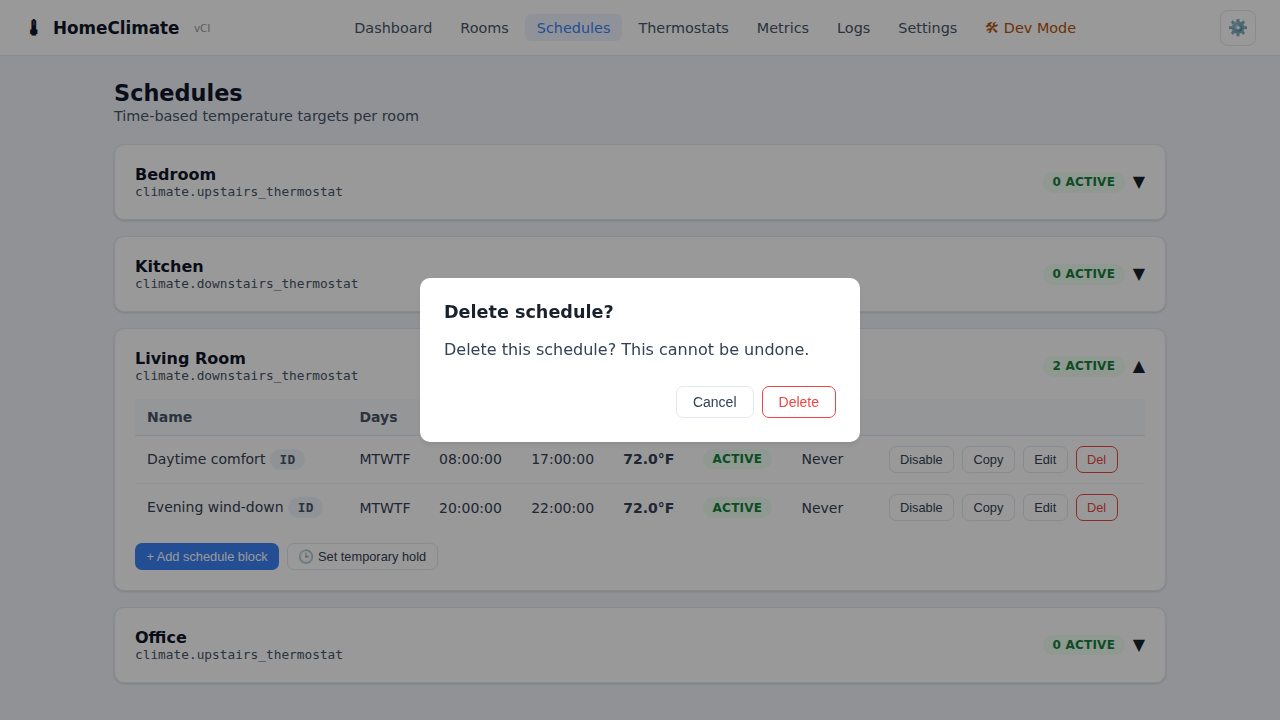 HomeClimate vCI Dashboard Rooms Schedules Thermostats Metrics Logs Settings 🛠 Dev Mode
Schedules
Time-based temperature targets per room
Bedroom
climate.upstairs_thermostat
0 ACTIVE ▼
Kitchen
climate.downstairs_thermostat
0 ACTIVE ▼
Delete schedule?
Delete this schedule? This cannot be undone.
Cancel Delete
Living Room
climate.downstairs_thermostat
2 ACTIVE ▲
Name Days
Daytime comfort ID MTWTF 08:00:00 17:00:00 72.0°F ACTIVE Never Disable Copy Edit Del
Evening wind-down ID MTWTF 20:00:00 22:00:00 72.0°F ACTIVE Never Disable Copy Edit Del
+ Add schedule block 🕒 Set temporary hold
Office
climate.upstairs_thermostat
0 ACTIVE ▼